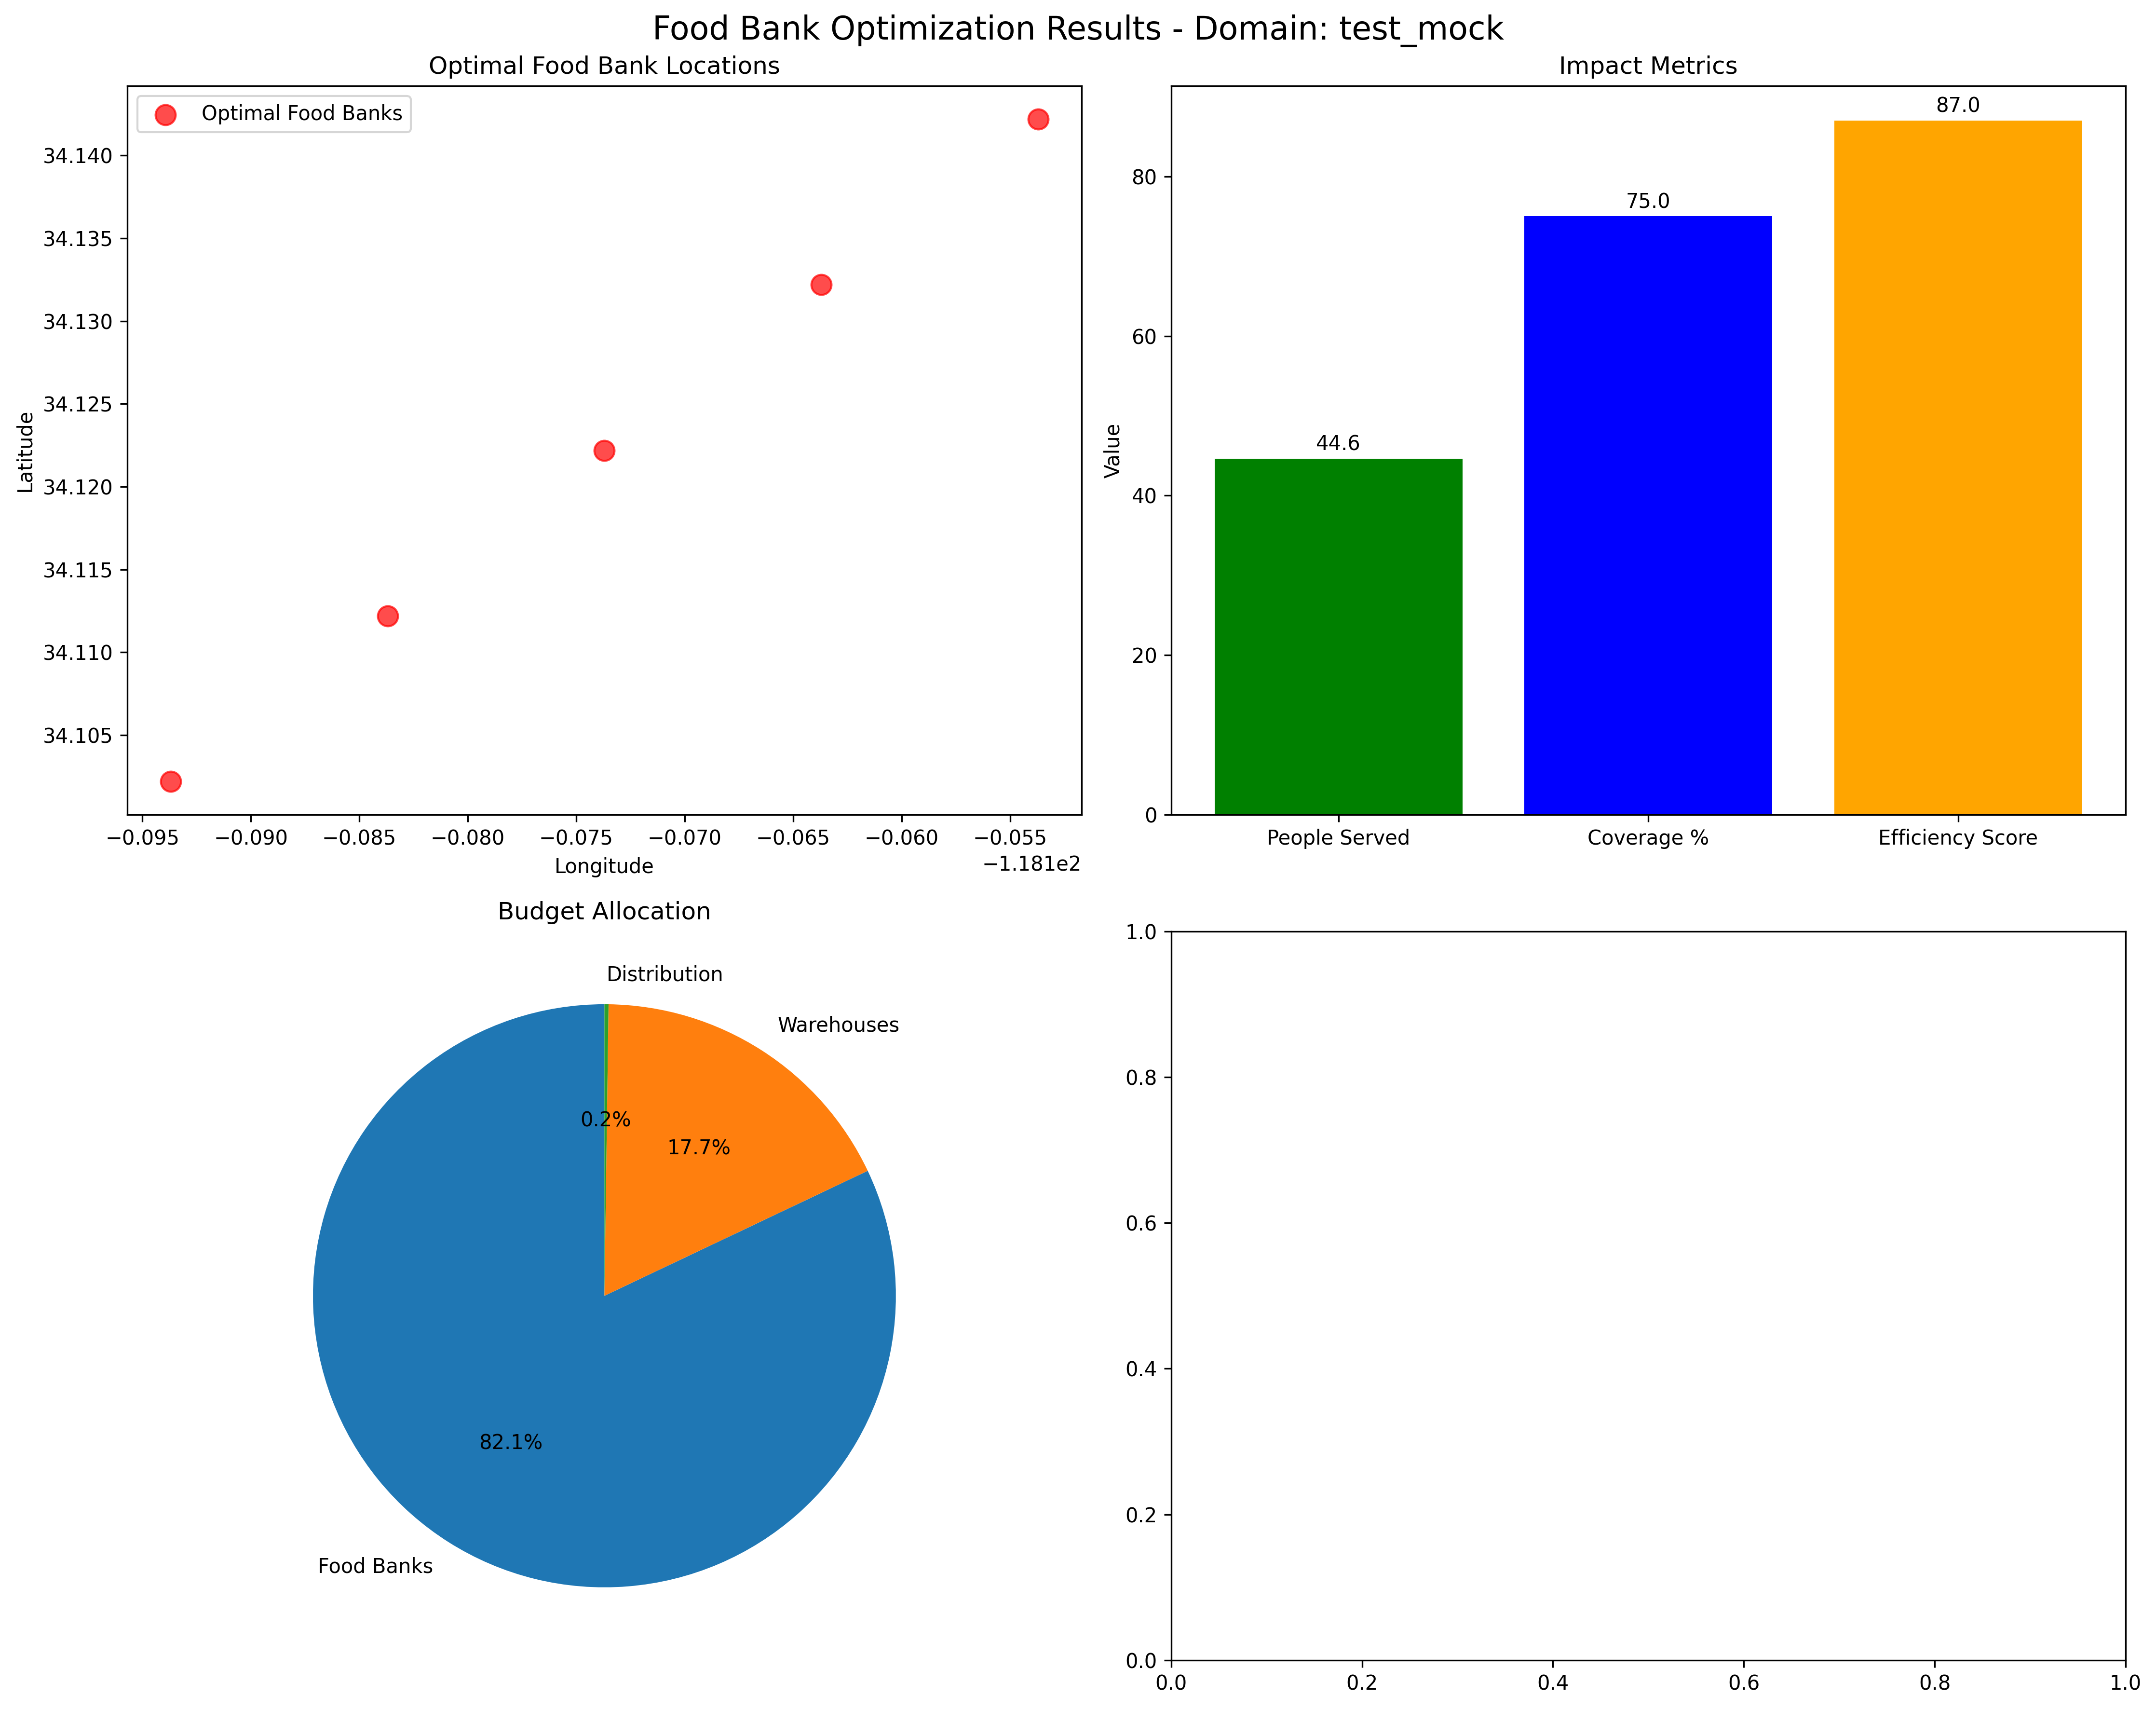 Food Bank Optimization Results - Domain: test_mock
Optimal Food Bank Locations
Optimal Food Banks
Latitude
34.140
34.135
34.130
34.125
34.120
34.115
34.110
34.105
−0.095 −0.090 −0.085 −0.080 −0.075 −0.070 −0.065 −0.060 −0.055
Longitude
−1.181e2
Impact Metrics
Value
80
60
40
20
0
44.6
75.0
87.0
People Served Coverage % Efficiency Score
Budget Allocation
Distribution
Warehouses
0.2%
17.7%
82.1%
Food Banks
1.0
0.8
0.6
0.4
0.2
0.0
0.0 0.2 0.4 0.6 0.8 1.0